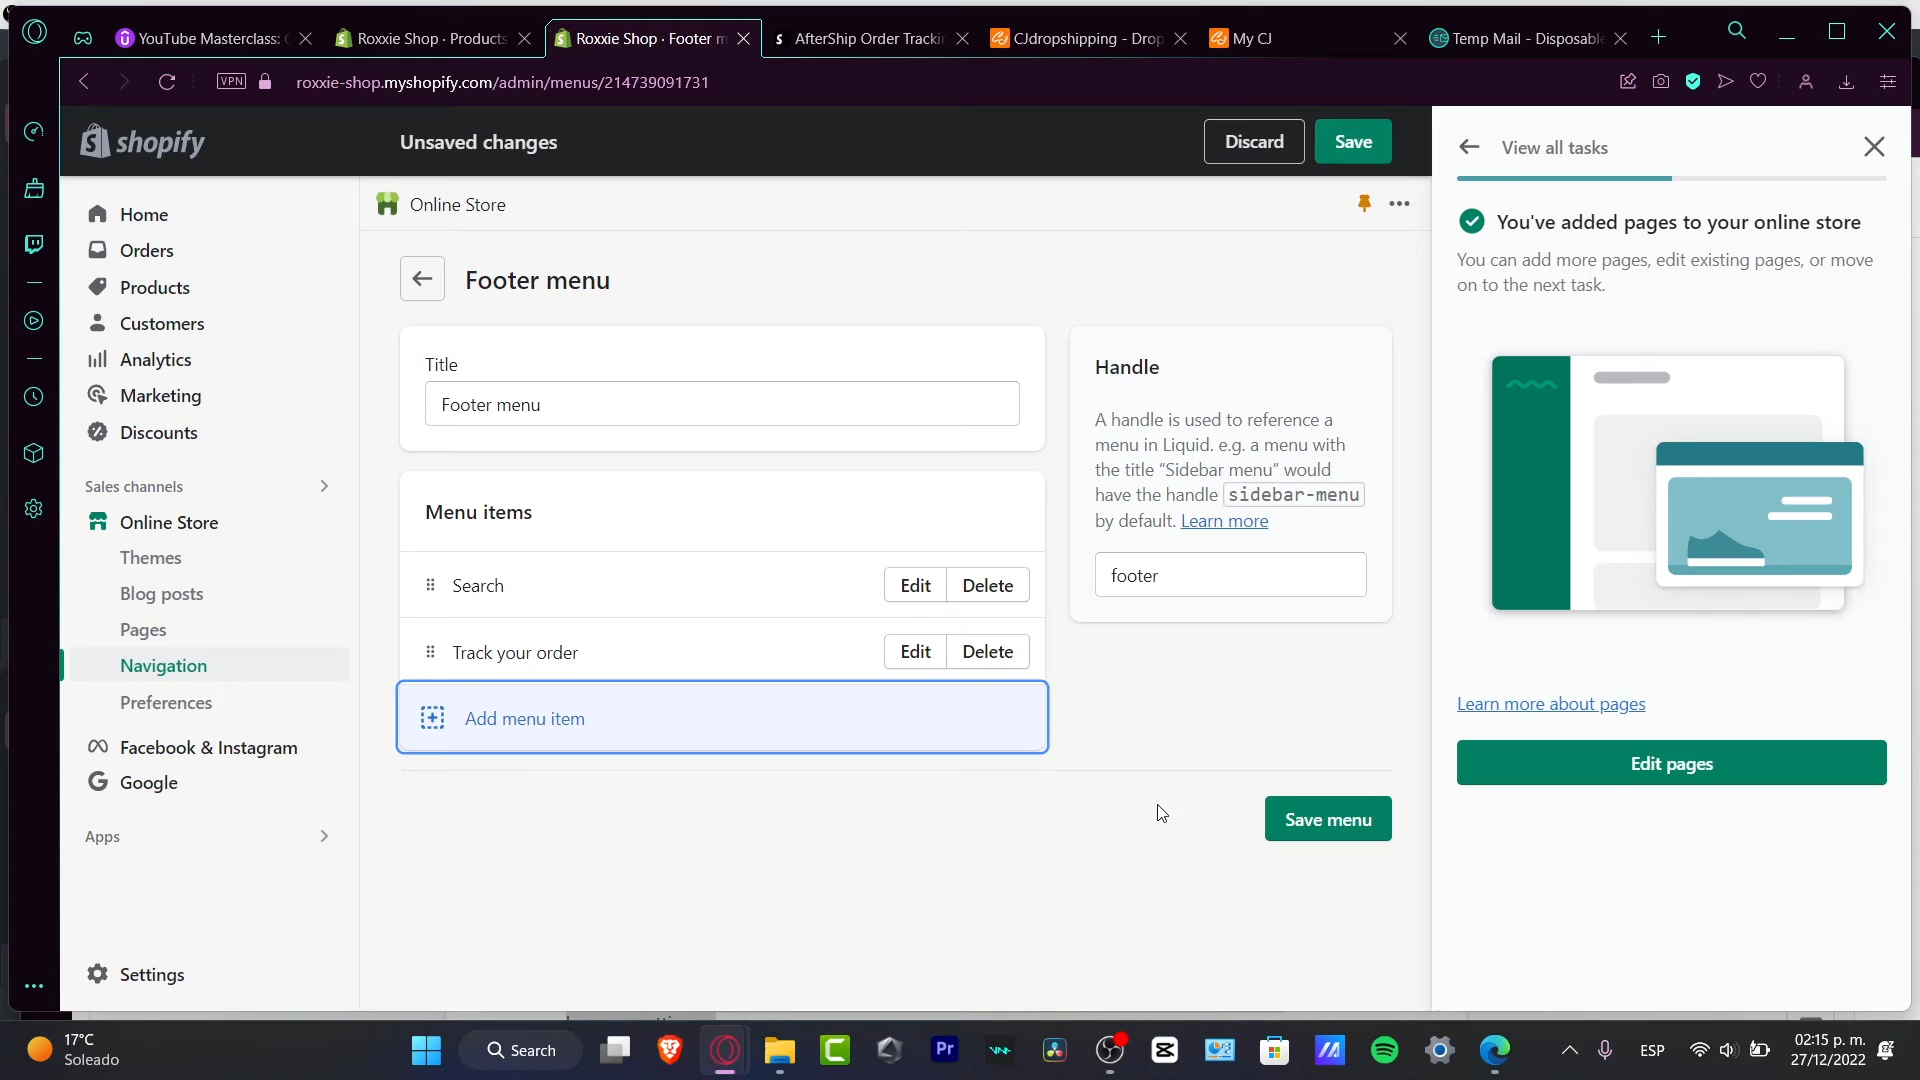 YouTube Masterclass:
Roxxie Shop · Products
Roxxie Shop · Footer m
AfterShip Order Trackin
CJdropshipping - Drop
My CJ
Temp Mail - Disposable
VPN
roxxie-shop.myshopify.com/admin/menus/214739091731
shopify
Unsaved changes
Discard
Save
View all tasks
Home
Orders
Products
Customers
Analytics
Marketing
Discounts
Sales channels
Online Store
Themes
Blog posts
Pages
Navigation
Preferences
Facebook & Instagram
Google
Apps
Settings
Online Store
Footer menu
Title
Footer menu
Menu items
Search
Edit
Delete
Track your order
Edit
Delete
Add menu item
Handle
A handle is used to reference a
menu in Liquid. e.g. a menu with
the title “Sidebar menu” would
have the handle sidebar-menu
by default. Learn more
footer
Save menu
You've added pages to your online store
You can add more pages, edit existing pages, or move
on to the next task.
Learn more about pages
Edit pages
17°C
Soleado
Search
Pr
ESP
02:15 p. m.
27/12/2022